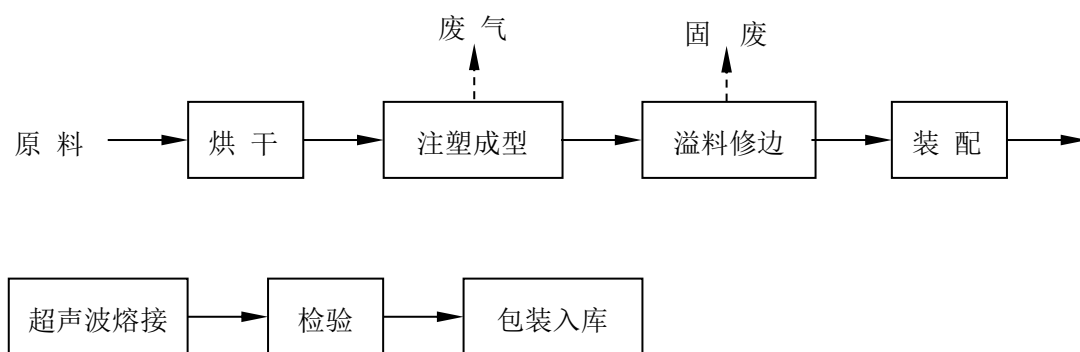 废气
固废
原料 烘干 注塑成型 溢料修边 装配
超声波熔接 检验 包装入库